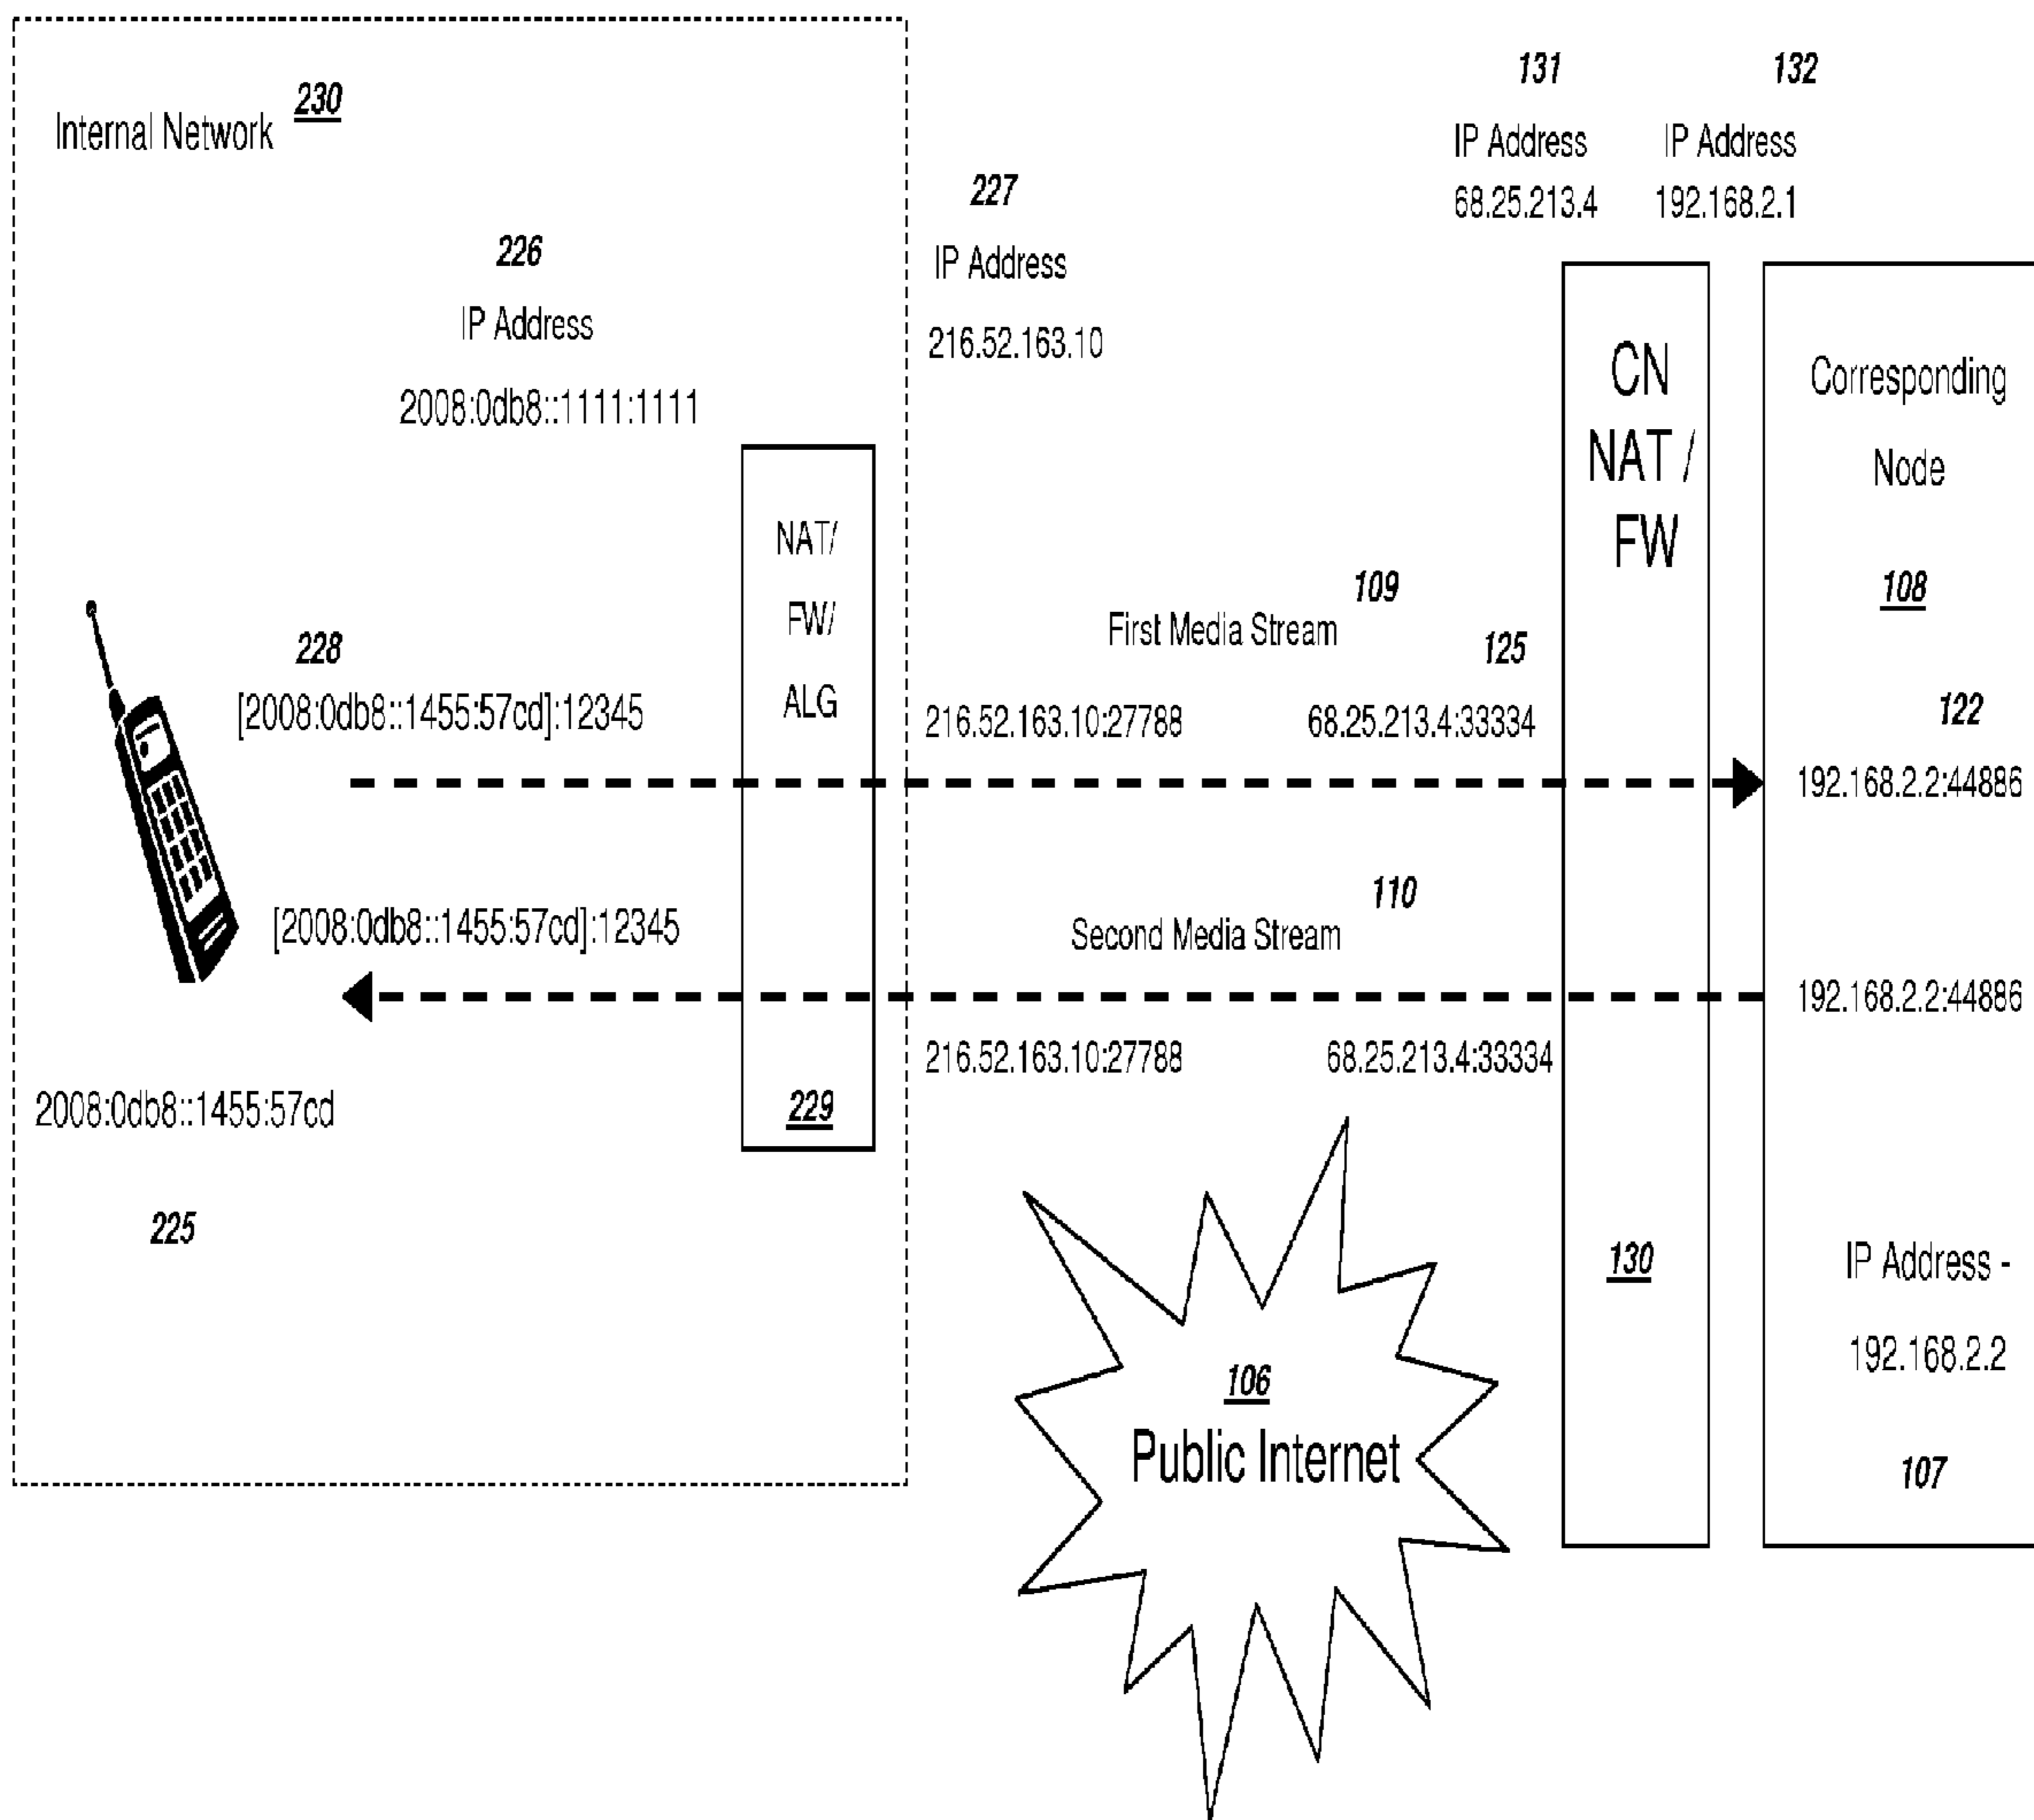 Internal Network 230
226
IP Address
2008:0db8::1111:1111
227
IP Address
216.52.163.10
131
IP Address
68.25.213.4
132
IP Address
192.168.2.1
NAT/
FW/
ALG
229
CN
NAT /
FW
130
Corresponding
Node
108
228
[2008:0db8::1455:57cd]:12345
First Media Stream 109
125
216.52.163.10:27788
68.25.213.4:33334
122
192.168.2.2:44886
[2008:0db8::1455:57cd]:12345
Second Media Stream 110
192.168.2.2:44886
216.52.163.10:27788
68.25.213.4:33334
2008:0db8::1455:57cd
225
106
Public Internet
IP Address -
192.168.2.2
107